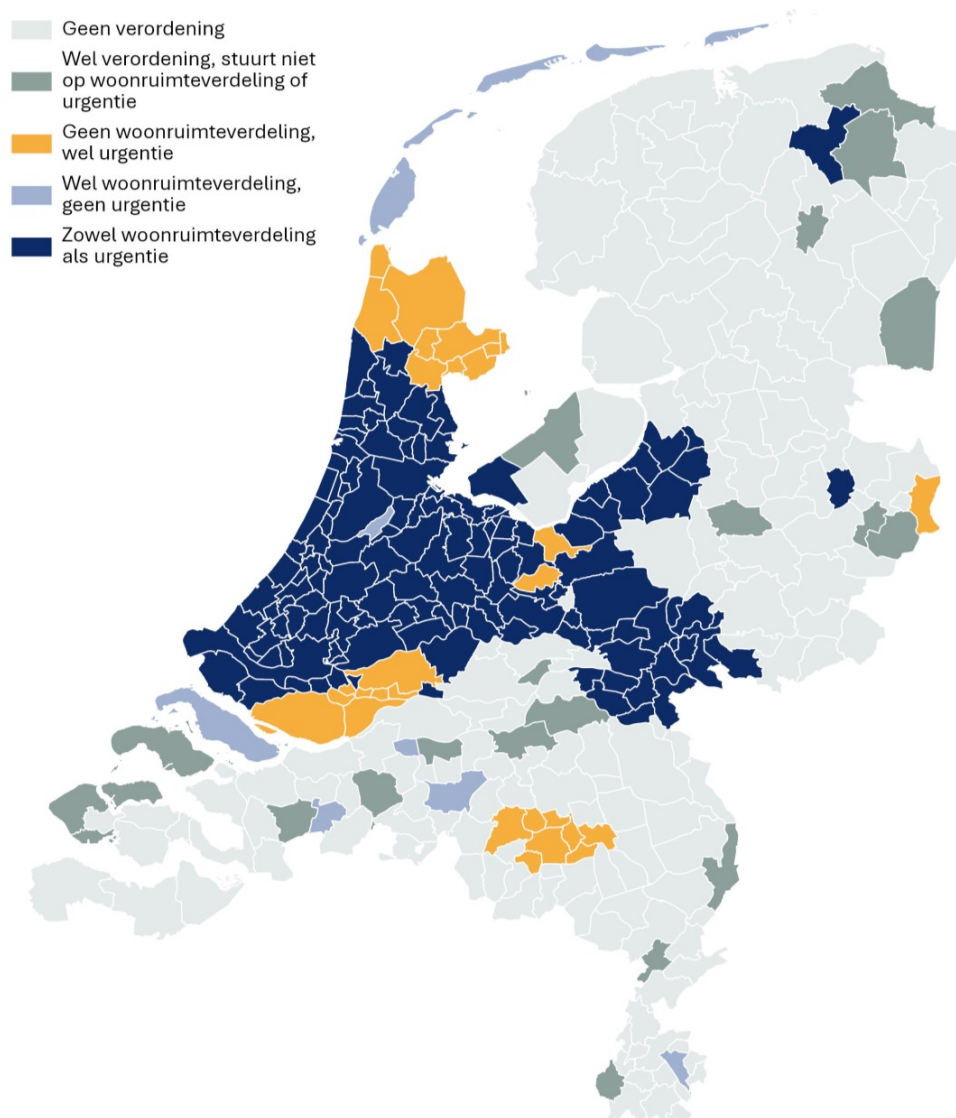 Geen verordening
Wel verordening, stuurt niet
op woonruimteverdeling of
urgentie
Geen woonruimteverdeling,
wel urgentie
Wel woonruimteverdeling,
geen urgentie
Zowel woonruimteverdeling
als urgentie